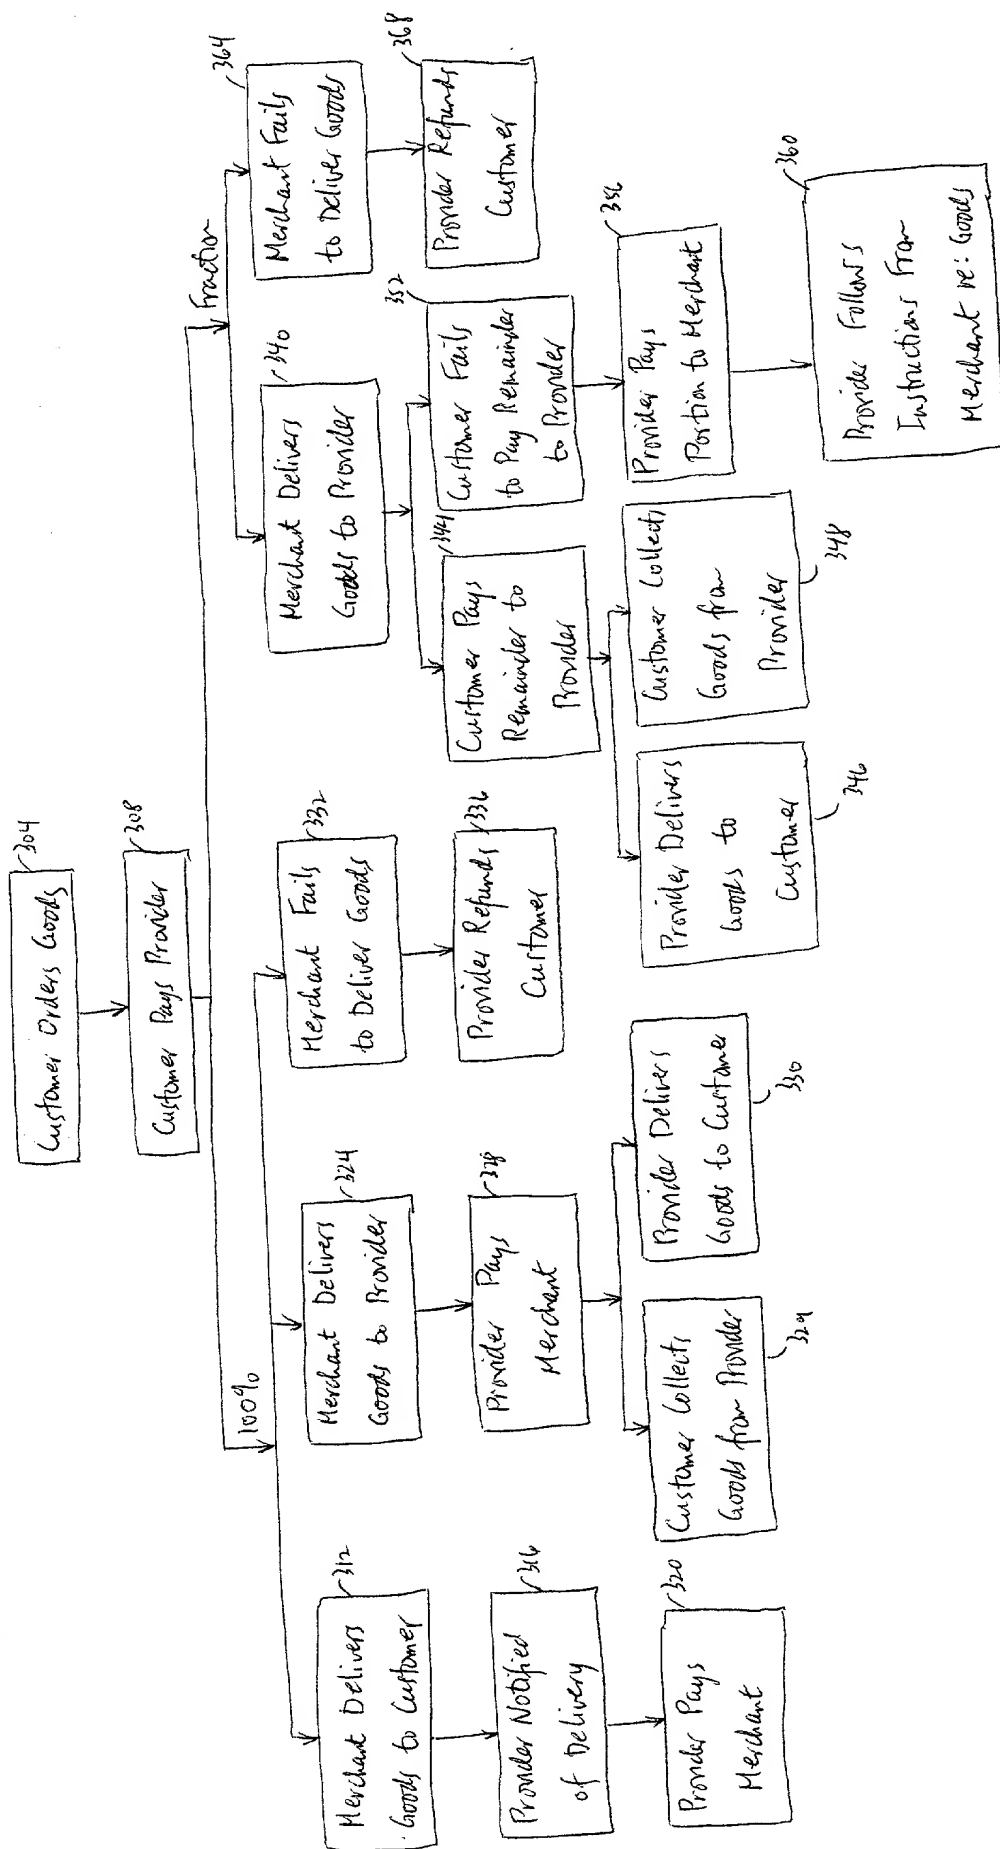 Customer Orders Goods
304
Customer Pays Provider
308
100%
Fraction
Merchant Delivers
Goods to Customer
312
Provider Notified
of Delivery
316
Provider Pays
Merchant
320
Merchant Delivers
Goods to Provider
324
Provider Pays
Merchant
328
Customer Collects
Goods from Provider
329
Provider Delivers
Goods to Customer
330
Merchant Fails
to Deliver Goods
332
Provider Refunds
Customer
336
Merchant Delivers
Goods to Provider
340
Customer Pays
Remainder to
Provider
344
Provider Delivers
Goods to
Customer
346
Customer Collects
Goods from
Provider
348
Customer Fails
to Pay Remainder
to Provider
352
Provider Pays
Portion to Merchant
356
Provider Follows
Instructions From
Merchant re: Goods
360
Merchant Fails
to Deliver Goods
364
Provider Refunds
Customer
368